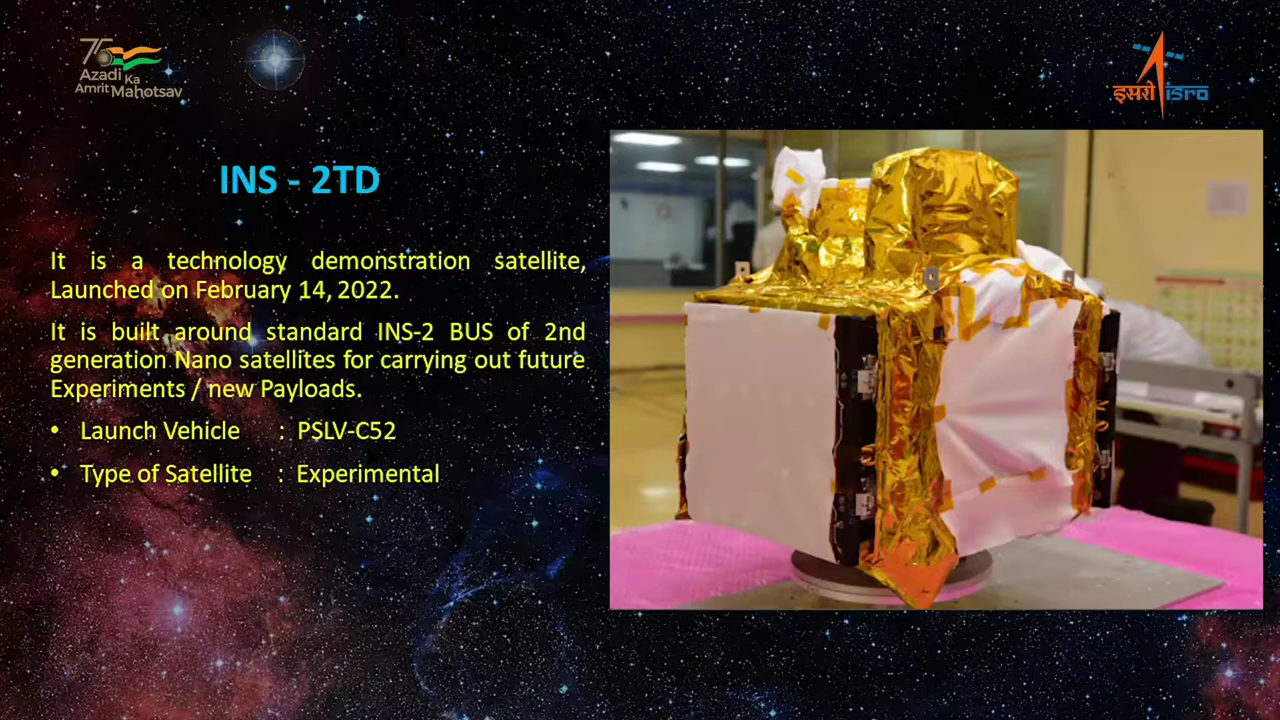 75
Azadi Ka
Amrit Mahotsav
इसरो isro
INS - 2TD
It is a technology demonstration satellite,
Launched on February 14, 2022.
It is built around standard INS-2 BUS of 2nd
generation Nano satellites for carrying out future
Experiments / new Payloads.
• Launch Vehicle : PSLV-C52
• Type of Satellite : Experimental